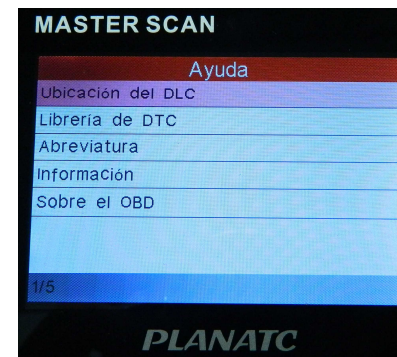 MASTER SCAN
Ayuda
Ubicación del DLC
Librería de DTC
Abreviatura
Información
Sobre el OBD
1/5
PLANATC